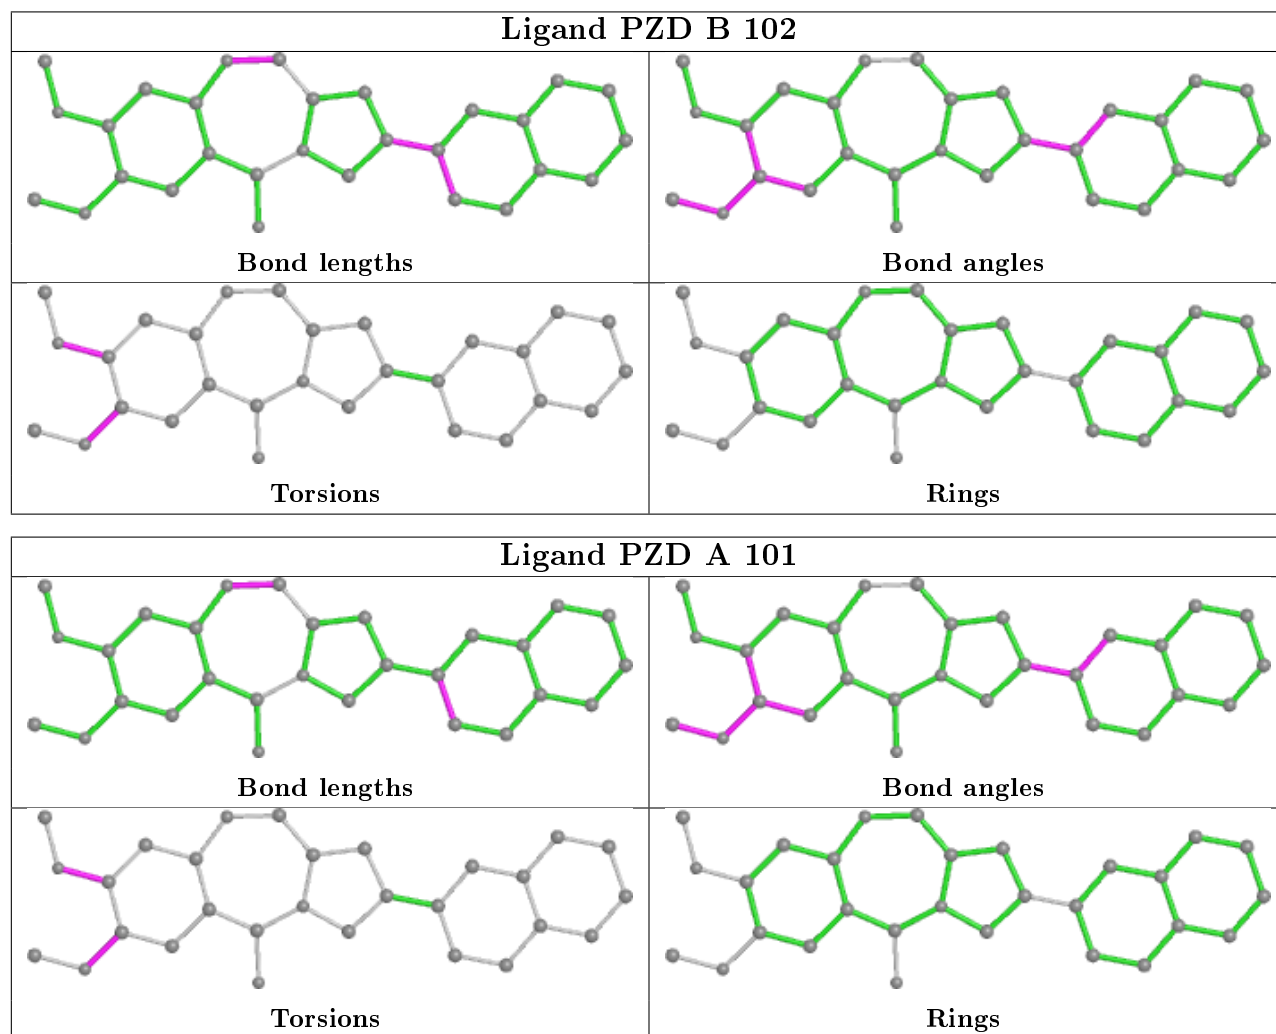 Ligand PZD B 102
Bond lengths
Bond angles
Torsions
Rings
Ligand PZD A 101
Bond lengths
Bond angles
Torsions
Rings